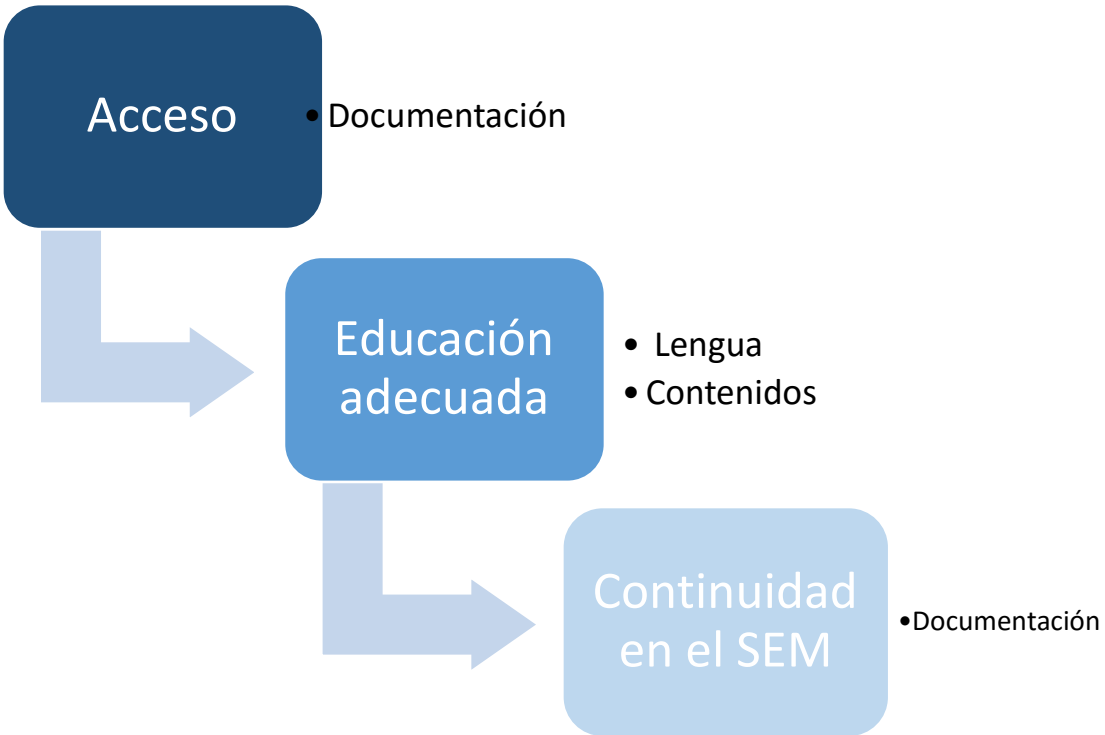 Acceso
• Documentación
Educación
adecuada
• Lengua
• Contenidos
Continuidad
en el SEM
•Documentación